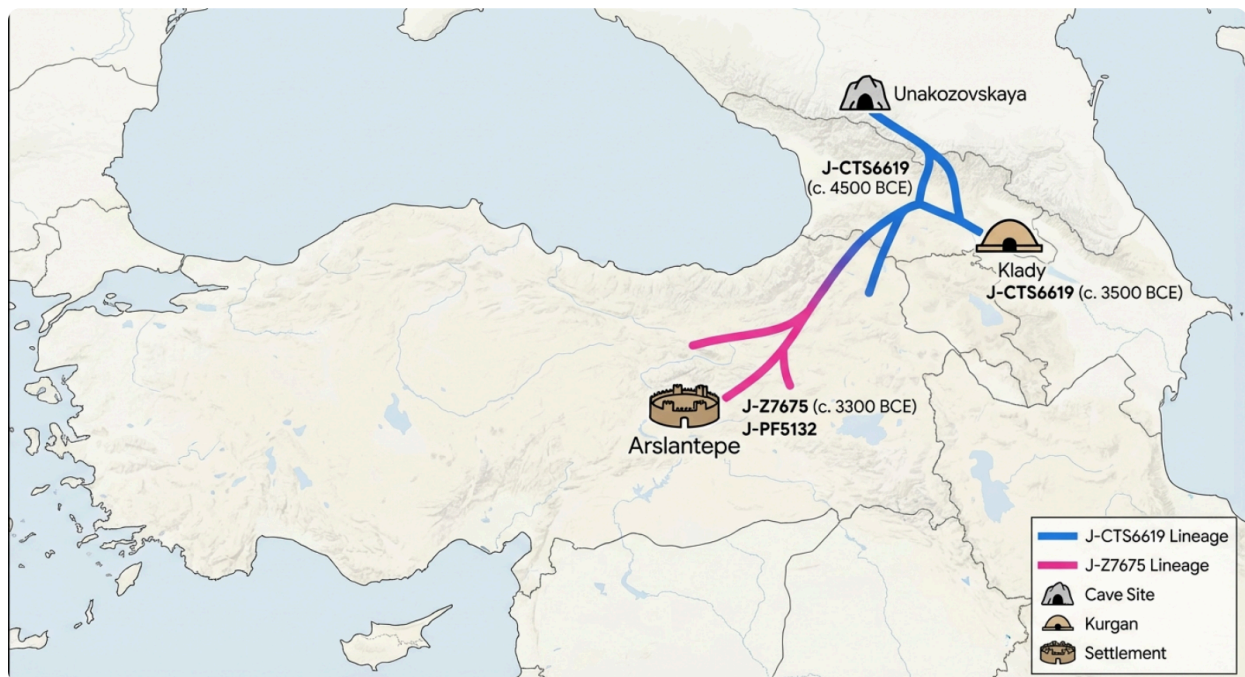 Unakozovskaya
J-CTS6619
(c. 4500 BCE)
Klady
J-CTS6619 (c. 3500 BCE)
J-Z7675 (c. 3300 BCE)
J-PF5132
Arslantepe
J-CTS6619 Lineage
J-Z7675 Lineage
Cave Site
Kurgan
Settlement